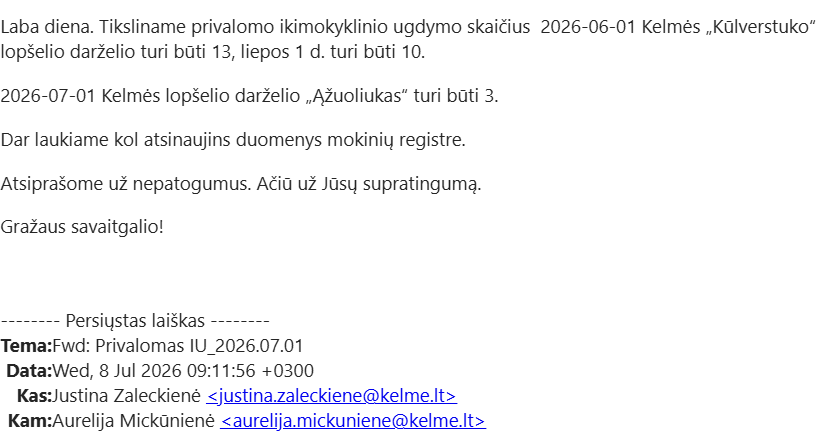 Laba diena. Tiksliname privalomo ikimokyklinio ugdymo skaičius  2026-06-01 Kelmės „Kūlverstuko“
lopšelio darželio turi būti 13, liepos 1 d. turi būti 10.
2026-07-01 Kelmės lopšelio darželio „Ąžuoliukas“ turi būti 3.
Dar laukiame kol atsinaujins duomenys mokinių registre.
Atsiprašome už nepatogumus. Ačiū už Jūsų supratingumą.
Gražaus savaitgalio!
-------- Persiųstas laiškas --------
Tema:Fwd: Privalomas IU_2026.07.01
Data:Wed, 8 Jul 2026 09:11:56 +0300
Kas:Justina Zaleckienė <justina.zaleckiene@kelme.lt>
Kam:Aurelija Mickūnienė <aurelija.mickuniene@kelme.lt>